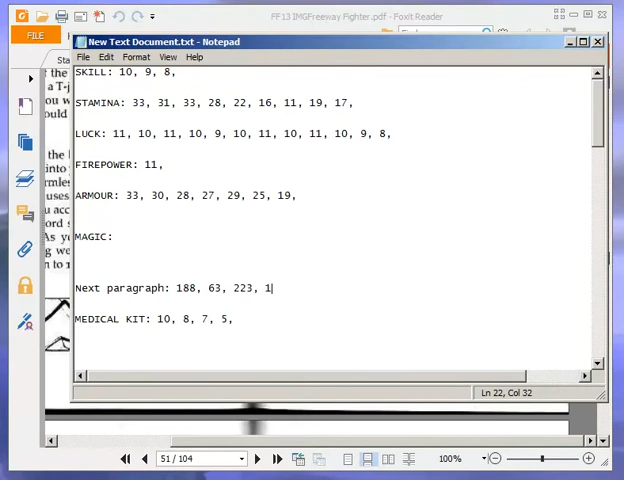 FF13 IMGFreeway Fighter.pdf - Foxit Reader
FILE
New Text Document.txt - Notepad
File Edit Format View Help
SKILL: 10, 9, 8,
STAMINA: 33, 31, 33, 28, 22, 16, 11, 19, 17,
LUCK: 11, 10, 11, 10, 9, 10, 11, 10, 11, 10, 9, 8,
FIREPOWER: 11,
ARMOUR: 33, 30, 28, 27, 29, 25, 19,
MAGIC:
Next paragraph: 188, 63, 223, 1
MEDICAL KIT: 10, 8, 7, 5,
Ln 22, Col 32
51 / 104
100%